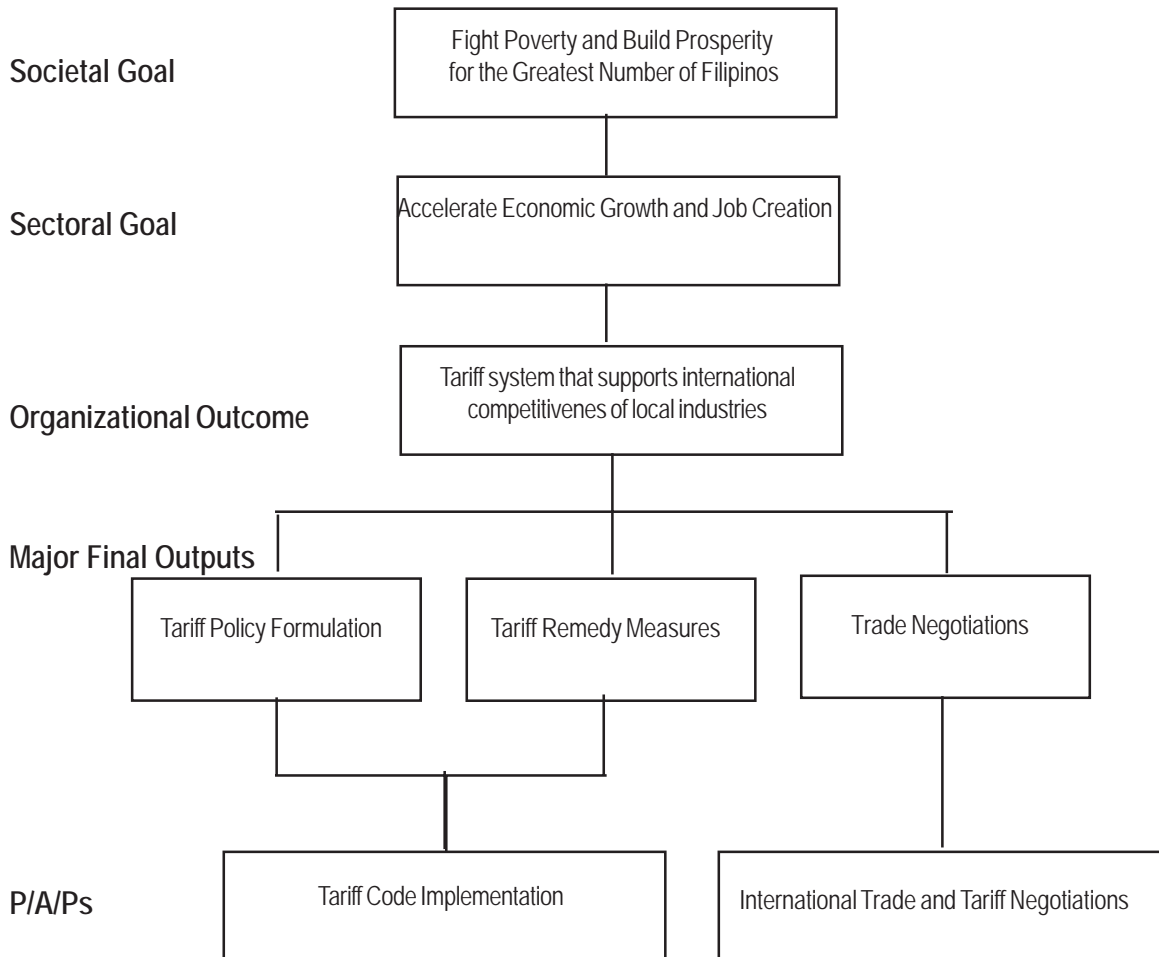 Societal Goal
Fight Poverty and Build Prosperity
for the Greatest Number of Filipinos
Sectoral Goal
Accelerate Economic Growth and Job Creation
Organizational Outcome
Tariff system that supports international
competitivenes of local industries
Major Final Outputs
Tariff Policy Formulation
Tariff Remedy Measures
Trade Negotiations
P/A/Ps
Tariff Code Implementation
International Trade and Tariff Negotiations